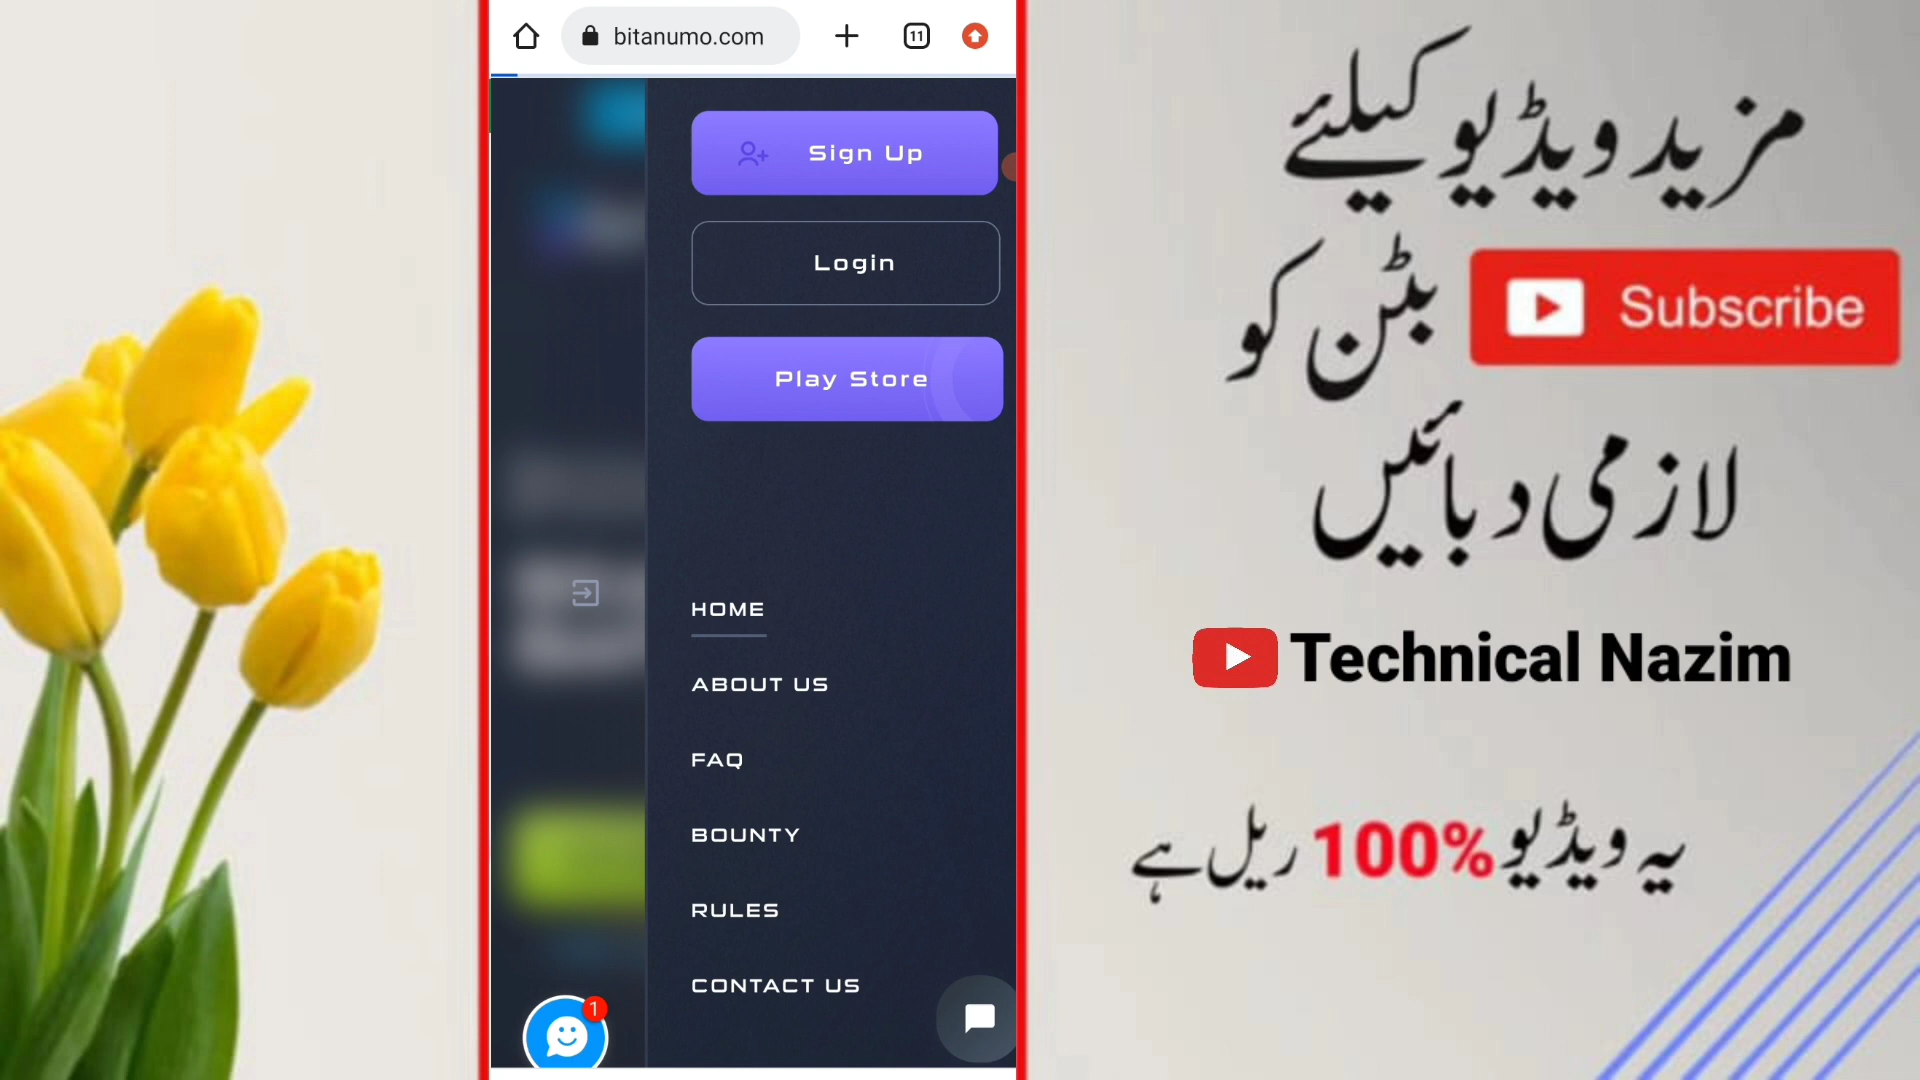 bitanumo.com
11
Sign Up
Login
Play Store
HOME
ABOUT US
FAQ
BOUNTY
RULES
CONTACT US
1
مزید ویڈیو کیلئے
Subscribe بٹن کو
لازمی دبائیں
Technical Nazim
یہ ویڈیو 100% ریل ہے